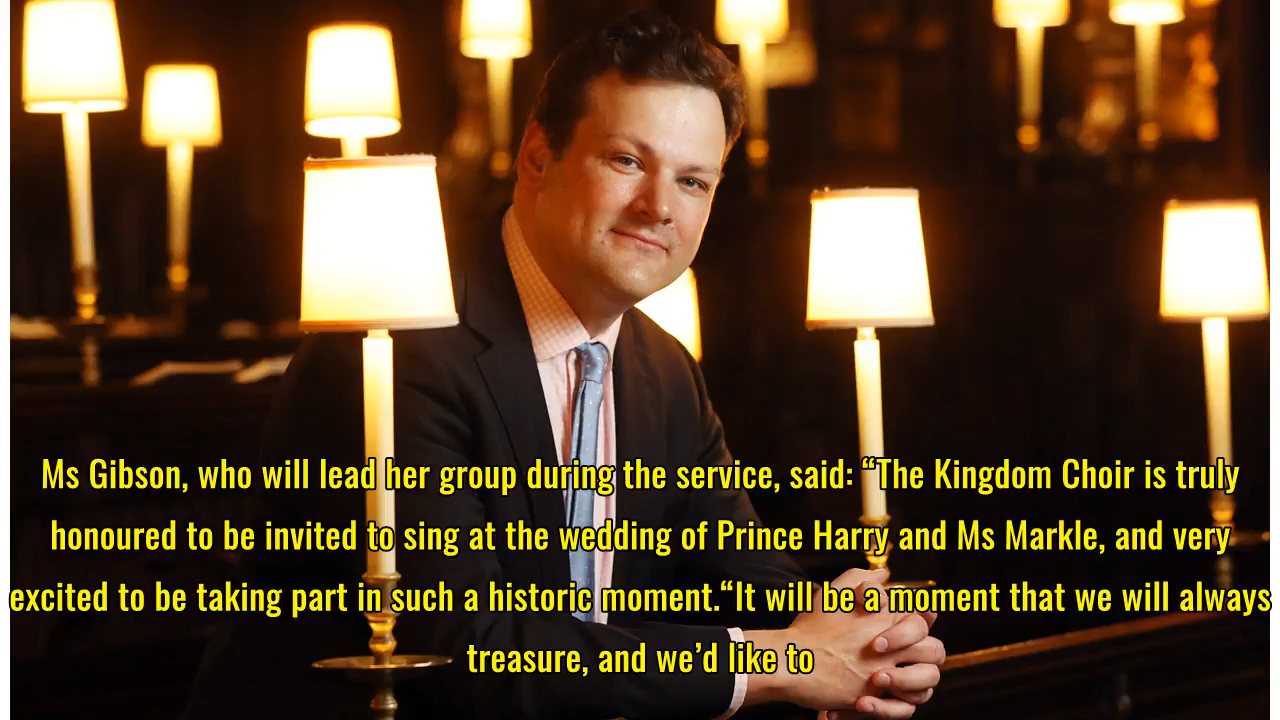 Ms Gibson, who will lead her group during the service, said: “The Kingdom Choir is truly
honoured to be invited to sing at the wedding of Prince Harry and Ms Markle, and very
excited to be taking part in such a historic moment.“It will be a moment that we will always
treasure, and we’d like to